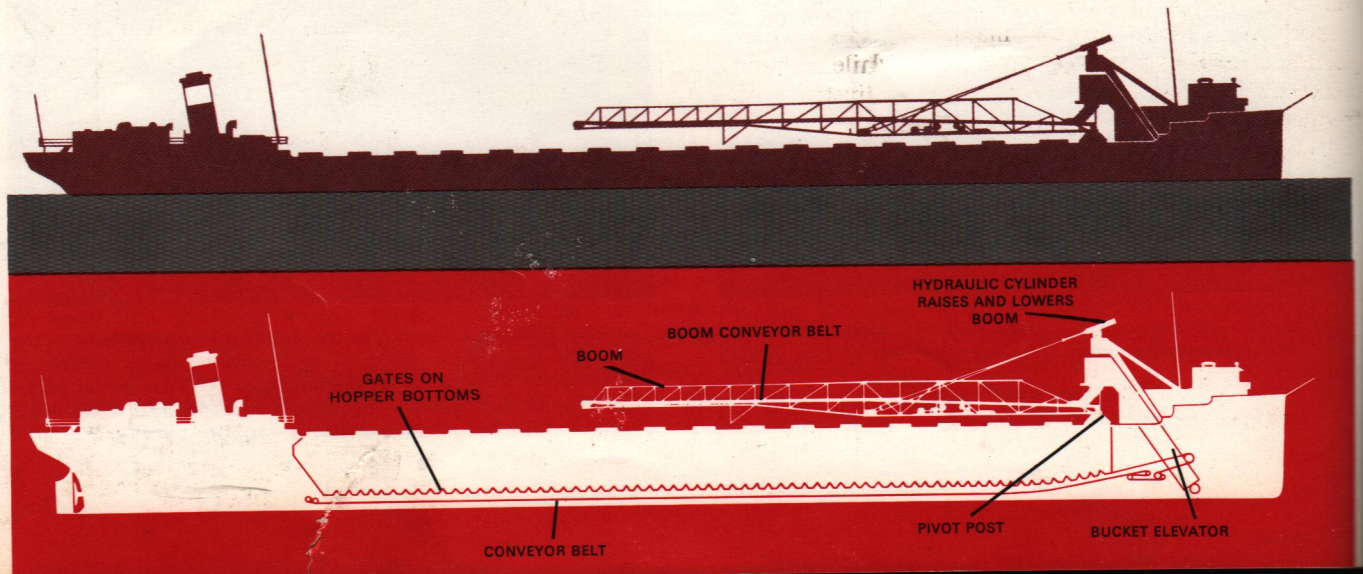 HYDRAULIC CYLINDER
RAISES AND LOWERS
BOOM
BOOM CONVEYOR BELT
BOOM
GATES ON
HOPPER BOTTOMS
PIVOT POST
BUCKET ELEVATOR
CONVEYOR BELT